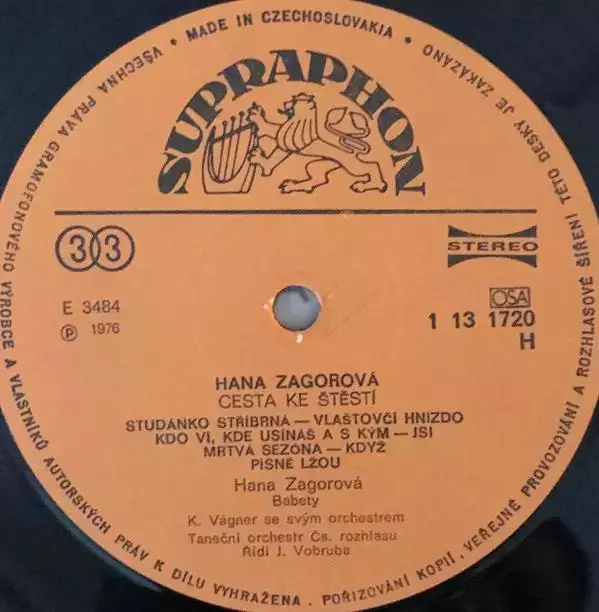 • MADE IN CZECHOSLOVAKIA •
SUPRAPHON
33
STEREO
E 3484
℗ 1976
OSA
1 13 1720
H
HANA ZAGOROVÁ
CESTA KE ŠTĚSTÍ
STUDÁNKO STŘÍBRNÁ — VLAŠTOVČÍ HNÍZDO
KDO VÍ, KDE USÍNÁŠ A S KÝM — JSI
MRTVÁ SEZÓNA — KDYŽ
PÍSNĚ LŽOU
Hana Zagorová
Babety
K. Vágner se svým orchestrem
Taneční orchestr Čs. rozhlasu
Řídí J. Vobruba
VŠECHNA PRÁVA GRAMOFONOVÉHO VÝROBCE A VLASTNÍKŮ AUTORSKÝCH PRÁV K DÍLU VYHRAŽENA. POŘIZOVÁNÍ KOPIÍ, VEŘEJNÉ PROVOZOVÁNÍ A ROZHLASOVÉ ŠÍŘENÍ TÉTO DESKY JE ZAKÁZÁNO